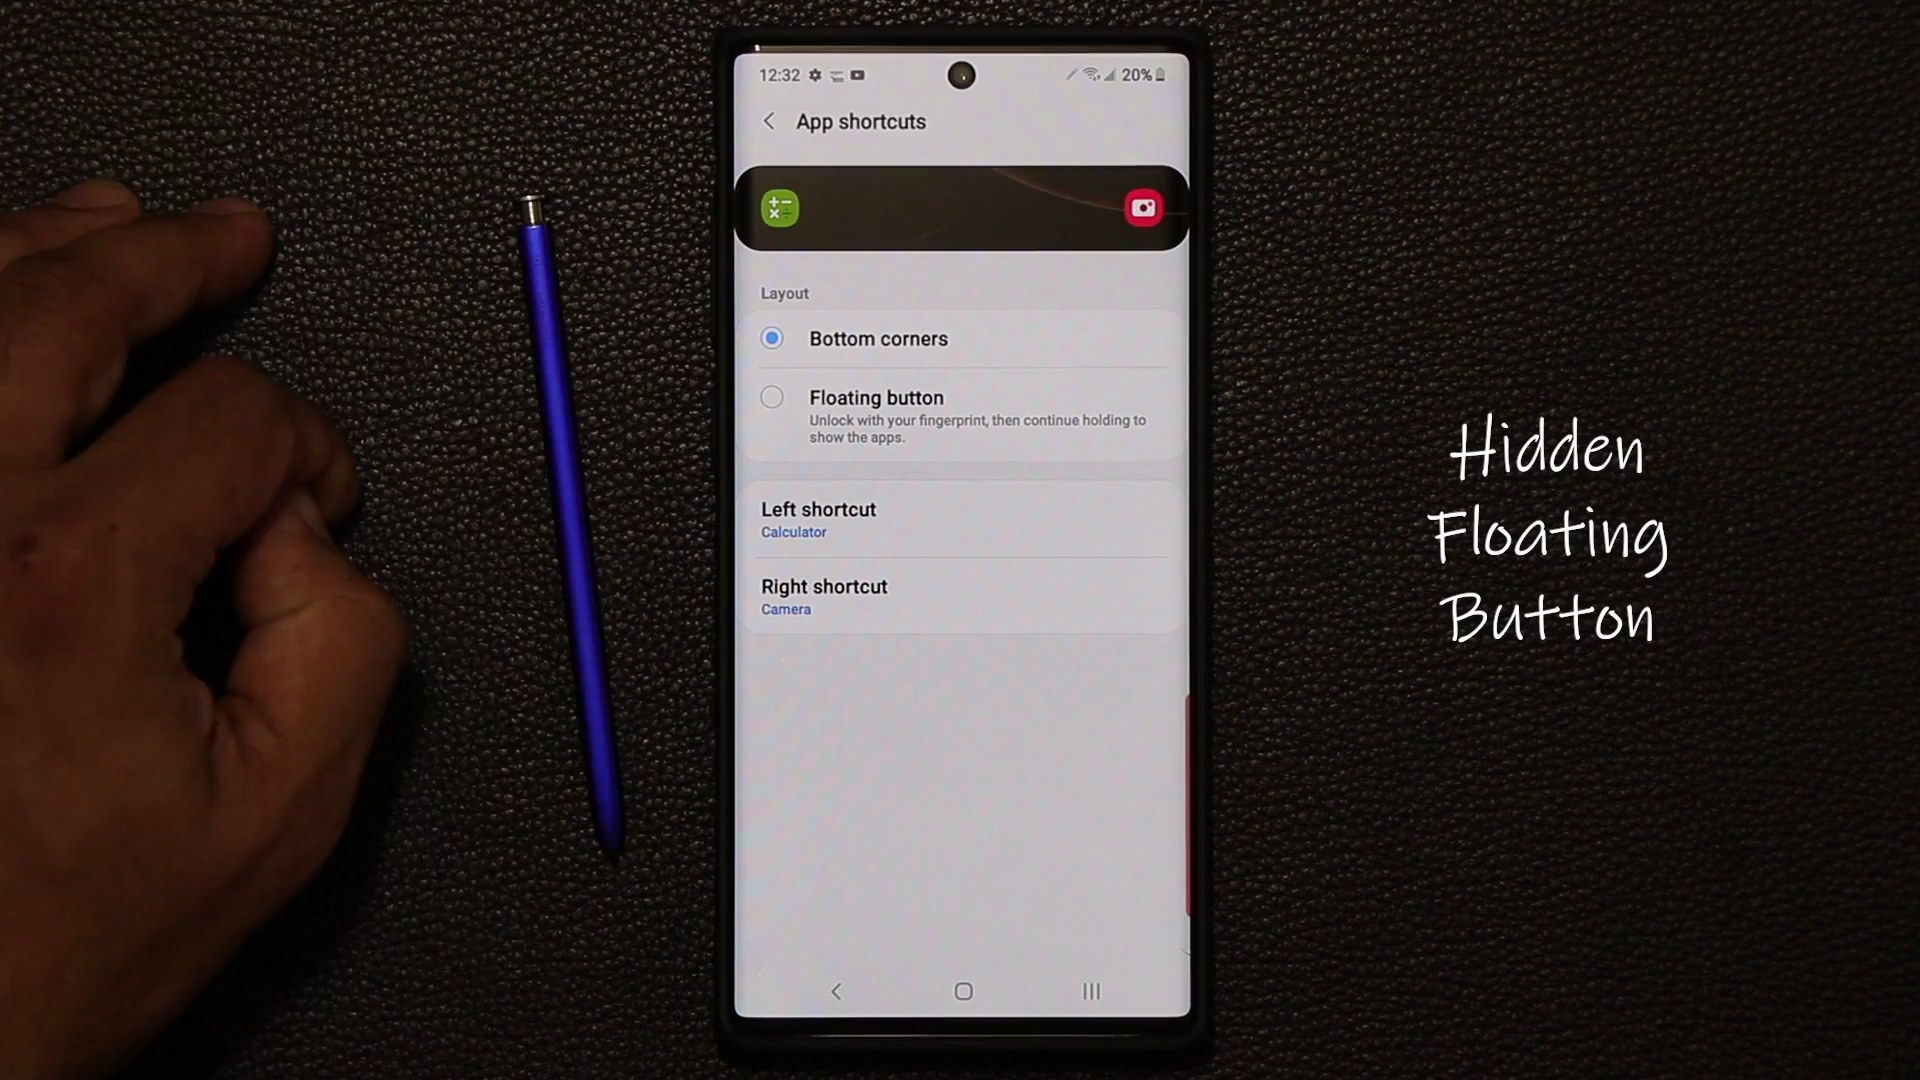 12:32 20%
App shortcuts
Layout
Bottom corners
Floating button
Unlock with your fingerprint, then continue holding to
show the apps.
Left shortcut
Calculator
Right shortcut
Camera
Hidden
Floating
Button